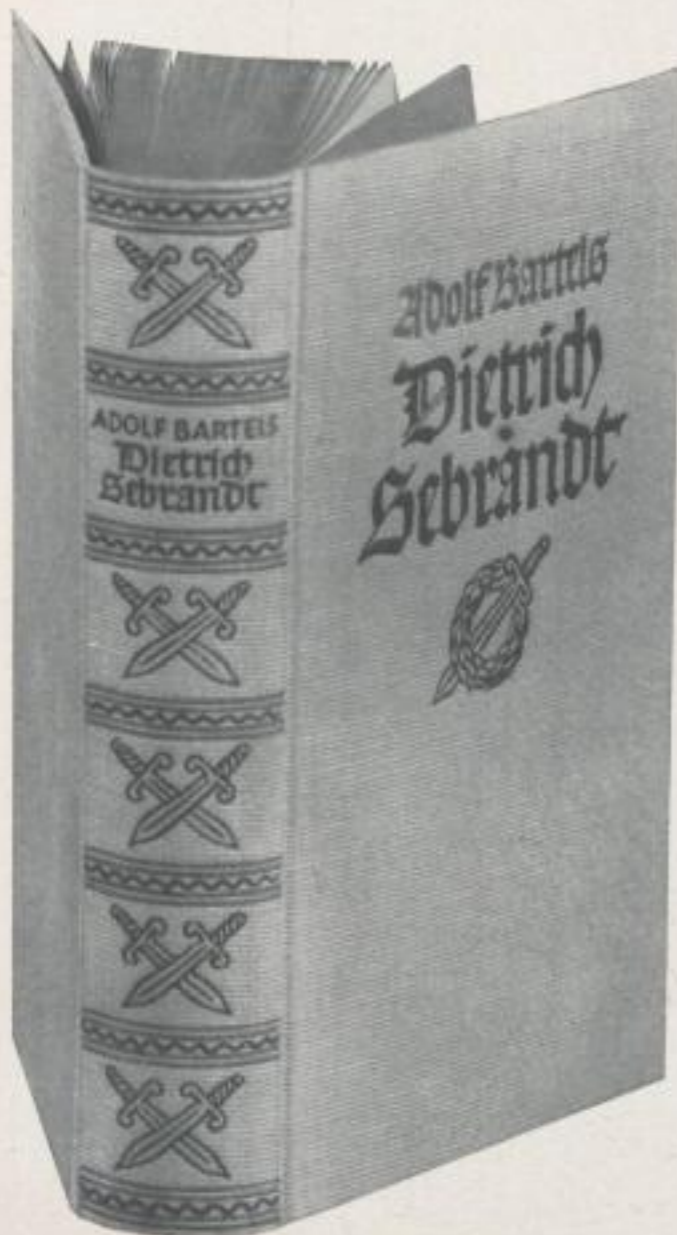 ADOLF BARTELS
Dietrich
Sebrandt
Adolf Bartels
Dietrich
Sebrandt